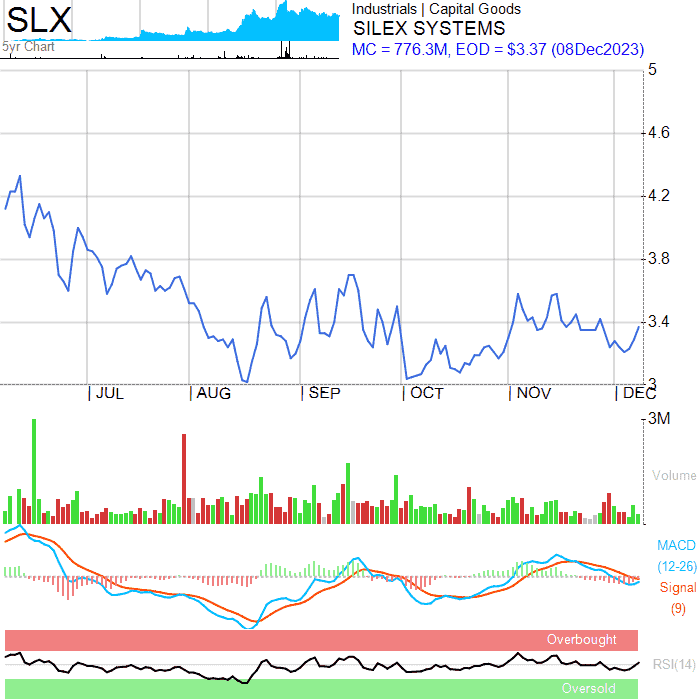 SLX
5yr Chart
Industrials | Capital Goods
SILEX SYSTEMS
MC = 776.3M, EOD = $3.37 (08Dec2023)
5
4.6
4.2
3.8
3.4
3
JUL AUG SEP OCT NOV DEC
3M
Volume
MACD
(12-26)
Signal
(9)
Overbought
RSI(14)
Oversold